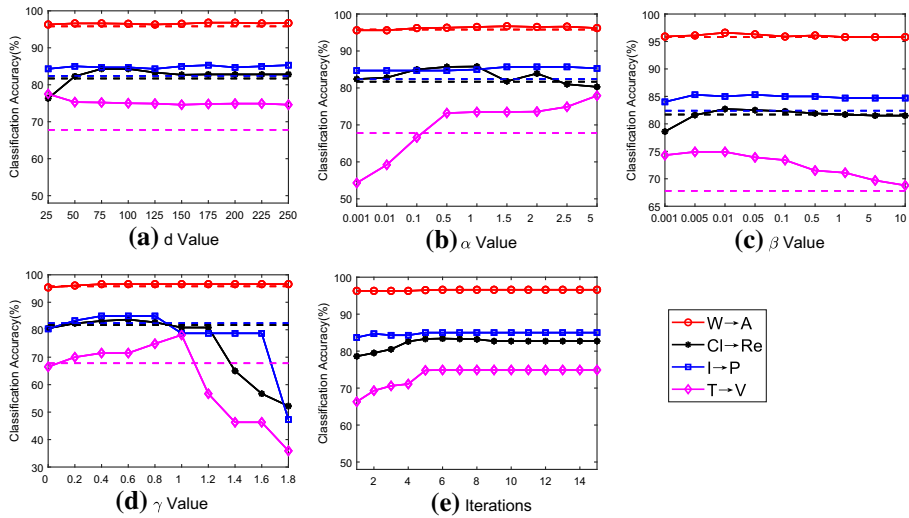 Classification Accuracy(%)
100
90
80
70
60
50
25 50 75 100 125 150 175 200 225 250
(a) d Value
Classification Accuracy(%)
100
90
80
70
60
50
0.001 0.01 0.1 0.5 1 1.5 2 2.5 5
(b) α Value
Classification Accuracy(%)
95
90
85
80
75
70
65
0.001 0.005 0.01 0.05 0.1 0.5 1 5 10
(c) β Value
Classification Accuracy(%)
100
90
80
70
60
50
40
30
0 0.2 0.4 0.6 0.8 1 1.2 1.4 1.6 1.8
(d) γ Value
Classification Accuracy(%)
100
90
80
70
60
50
2 4 6 8 10 12 14
(e) Iterations
W→A
Cl→Re
I→P
T→V